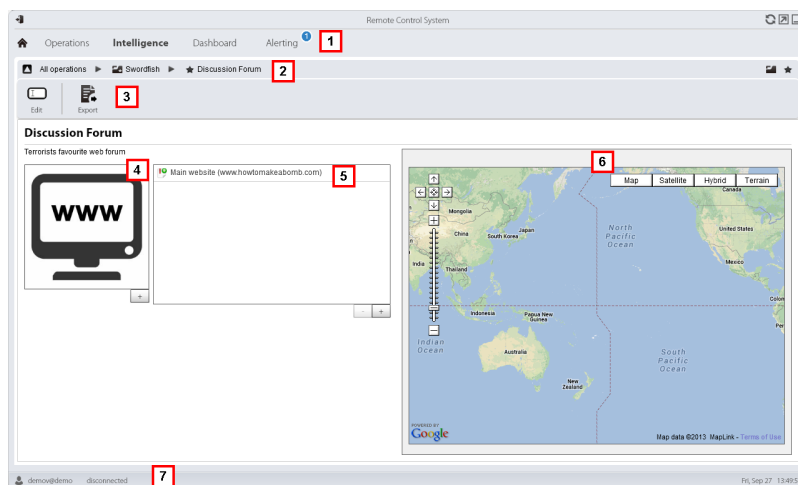 Remote Control System
Operations Intelligence Dashboard Alerting 1 1
All operations Swordfish Discussion Forum 2
Edit Export 3
Discussion Forum
Terrorists favourite web forum
4
Main website (www.howtomakeabomb.com) 5
www
+
- +
6
Map Satellite Hybrid Terrain
Canada
Mongolia
China
South Korea
Japan
North
Pacific
Ocean
United States
Mexico
India
Thailand
Indonesia
Papua New
Guinea
Indian
Ocean
Australia
South
Pacific
Ocean
New
Zealand
POWERED BY
Google
Map data ©2013 MapLink - Terms of Use
demov@demo disconnected 7